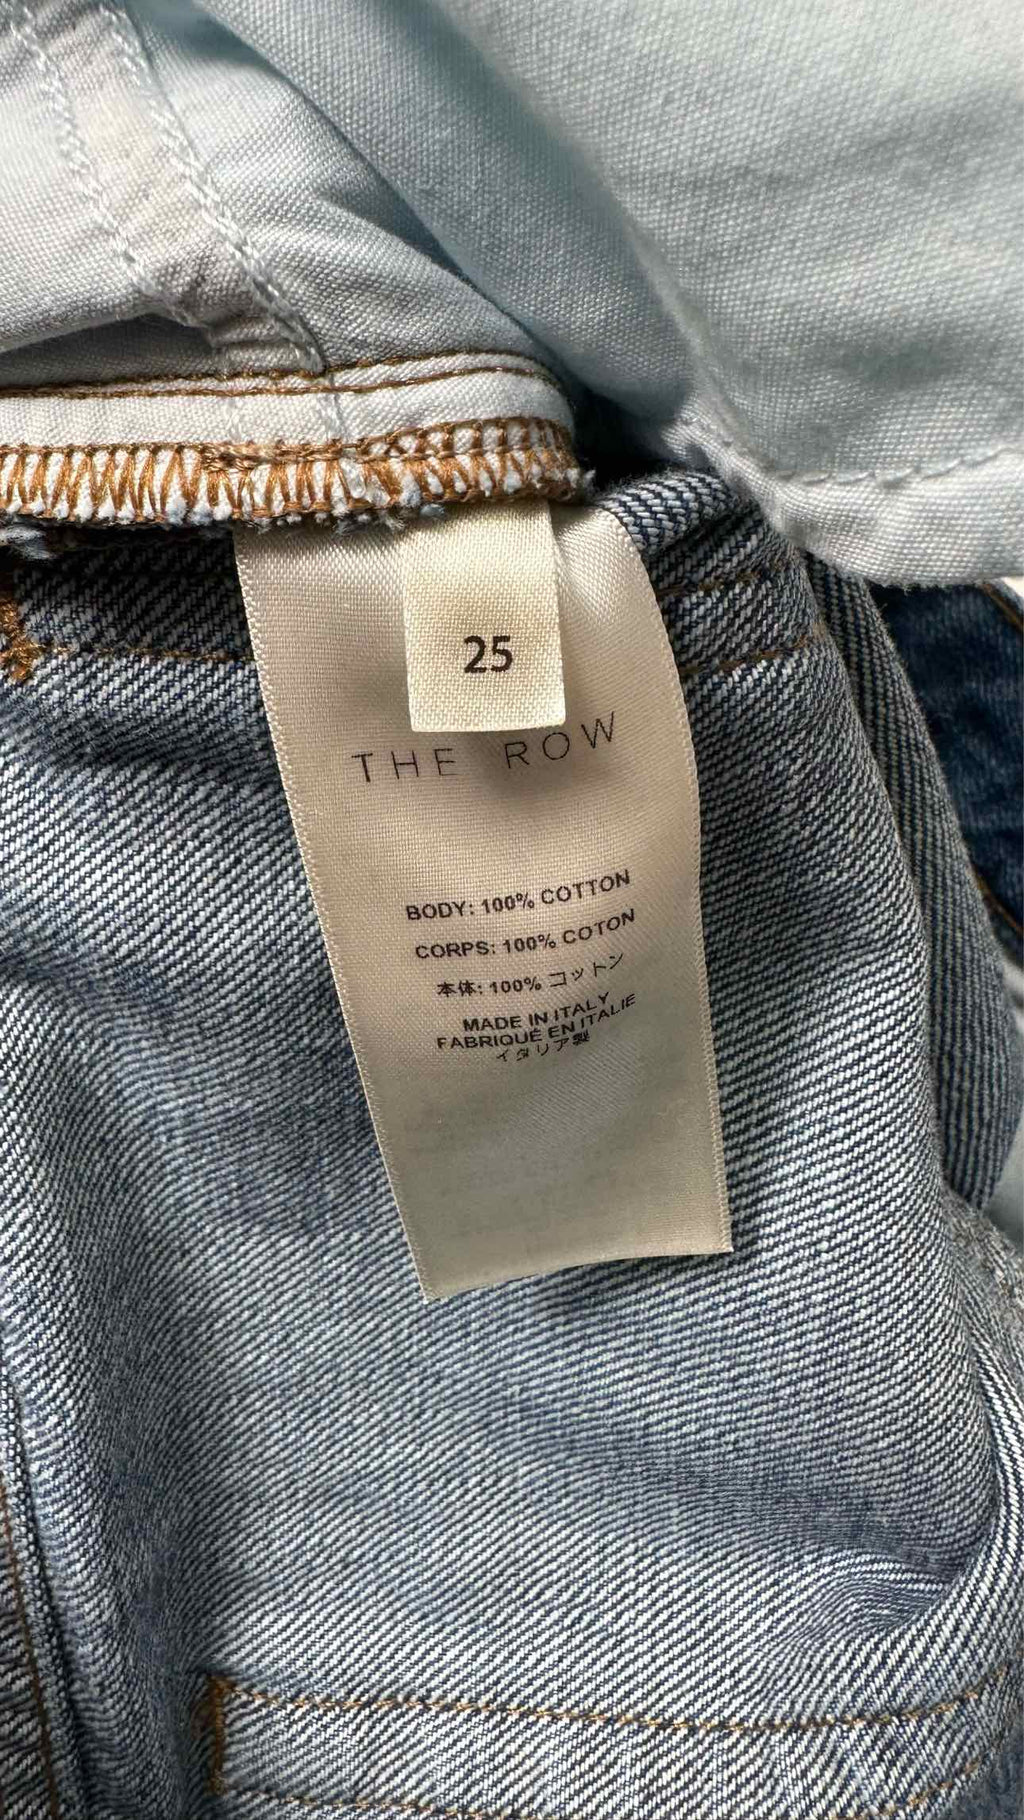 25
THE ROW
BODY: 100% COTTON
CORPS: 100% COTON
本体: 100% コットン
MADE IN ITALY
FABRIQUÉ EN ITALIE
イタリア製